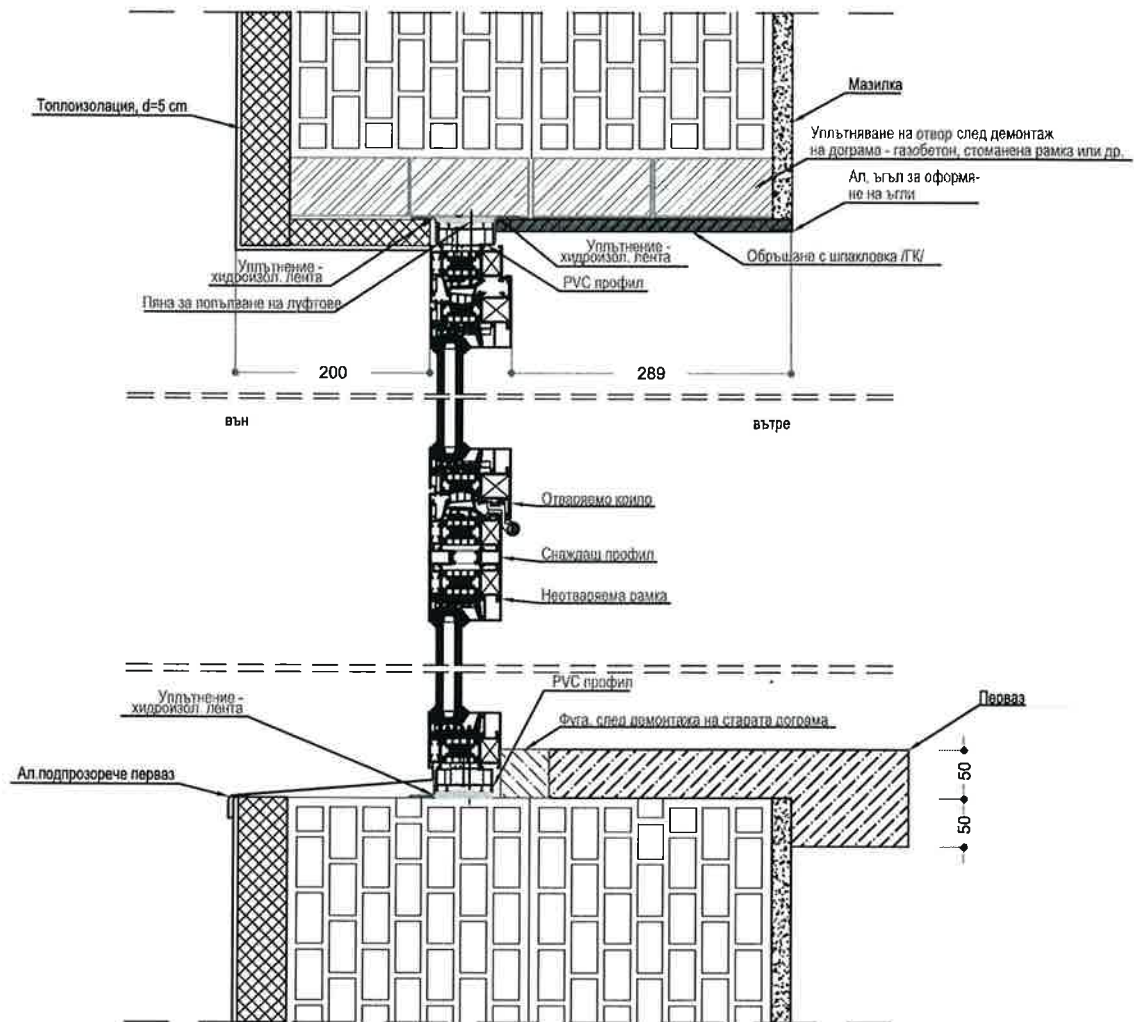 Топлоизолация, d=5 cm
Мазилка
Уплътняване на отвор след демонтаж
на дограма - газобетон, стоманена рамка или др.
Ал. ъгъл за оформя-
не на ъгли
Уплътнение -
хидроизол. лента
Уплътнение -
хидроизол. лента
Обръщане с шпакловка /ГК/
PVC профил
Пяна за попълване на луфтове
200
289
вън
вътре
Отваряемо крило
Снаждащ профил
Неотваряема рамка
PVC профил
Уплътнение -
хидроизол. лента
Перваз
Фуга, след демонтажа на старата дограма
Ал.подпрозорече перваз
50
50